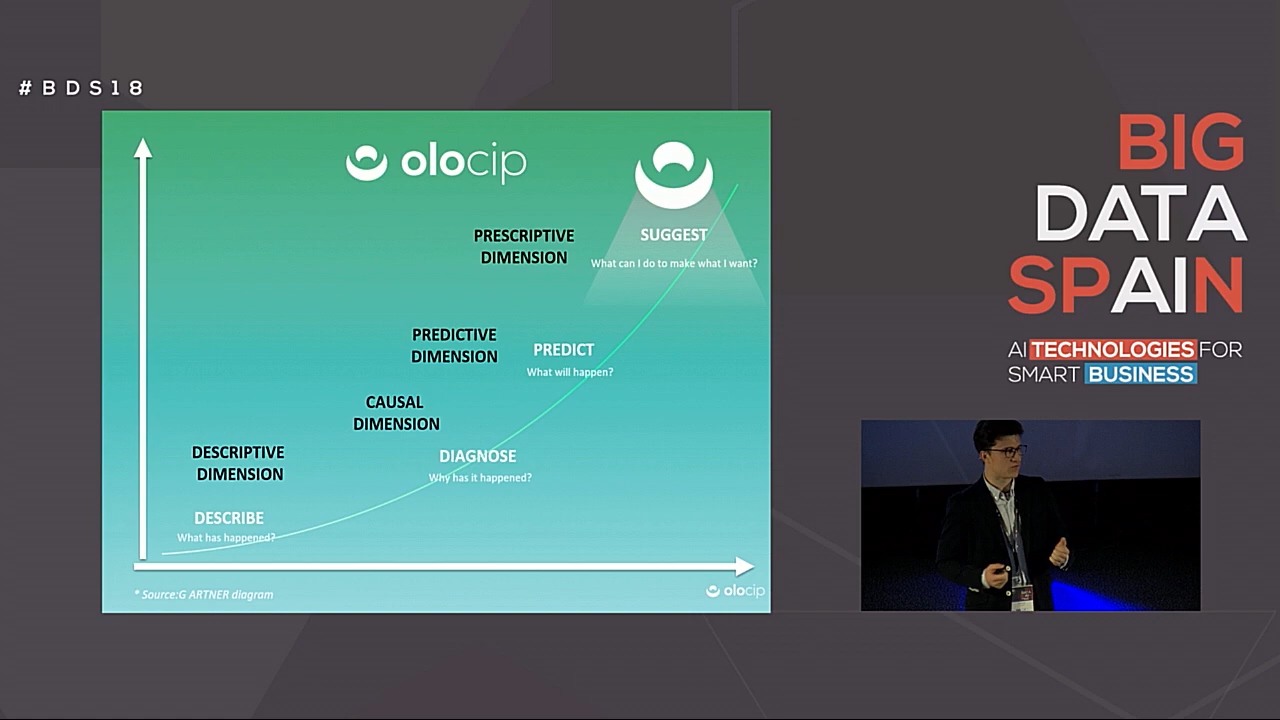 #BDS18
olocip
PRESCRIPTIVE
DIMENSION
SUGGEST
What can I do to make what I want?
PREDICTIVE
DIMENSION
PREDICT
What will happen?
CAUSAL
DIMENSION
DIAGNOSE
Why has it happened?
DESCRIPTIVE
DIMENSION
DESCRIBE
What has happened?
* Source:G ARTNER diagram
olocip
BIG
DATA
SPAIN
AI TECHNOLOGIES FOR
SMART BUSINESS